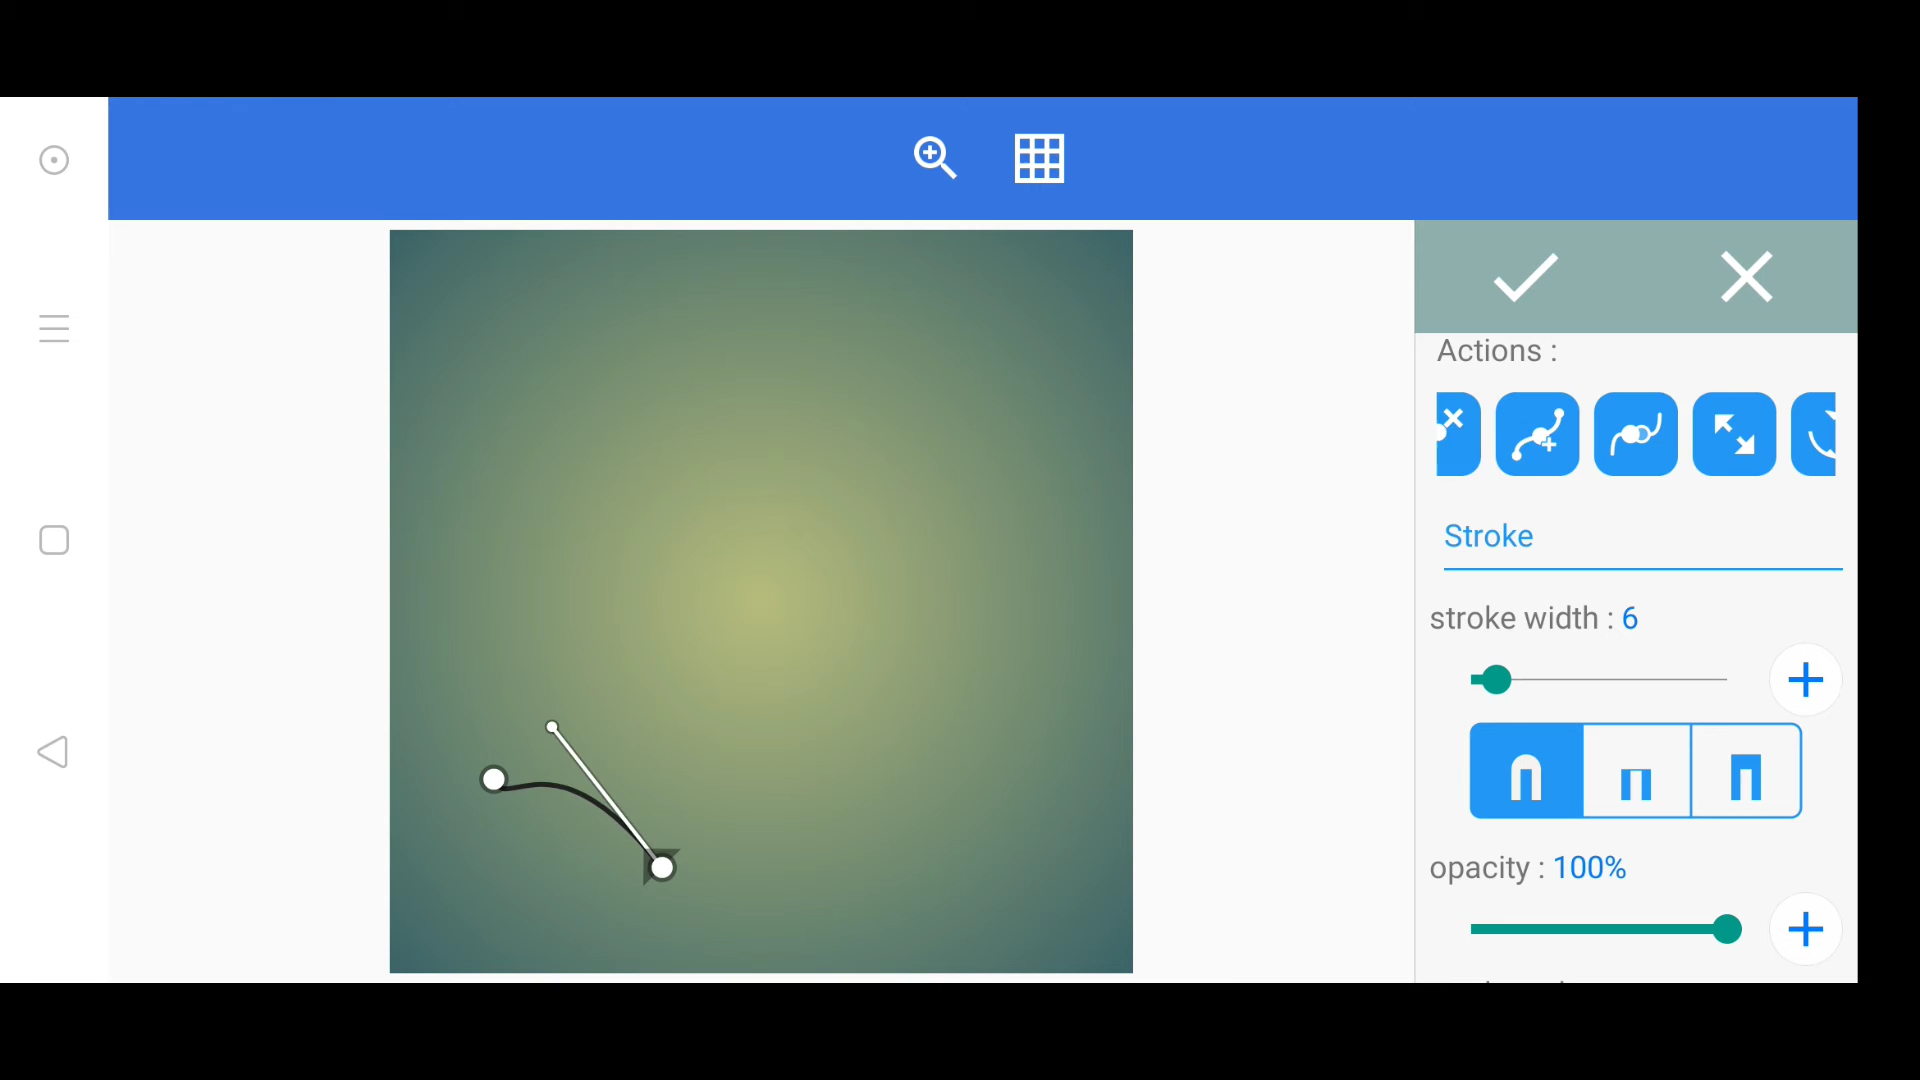 Actions :
Stroke
stroke width : 6
opacity : 100%